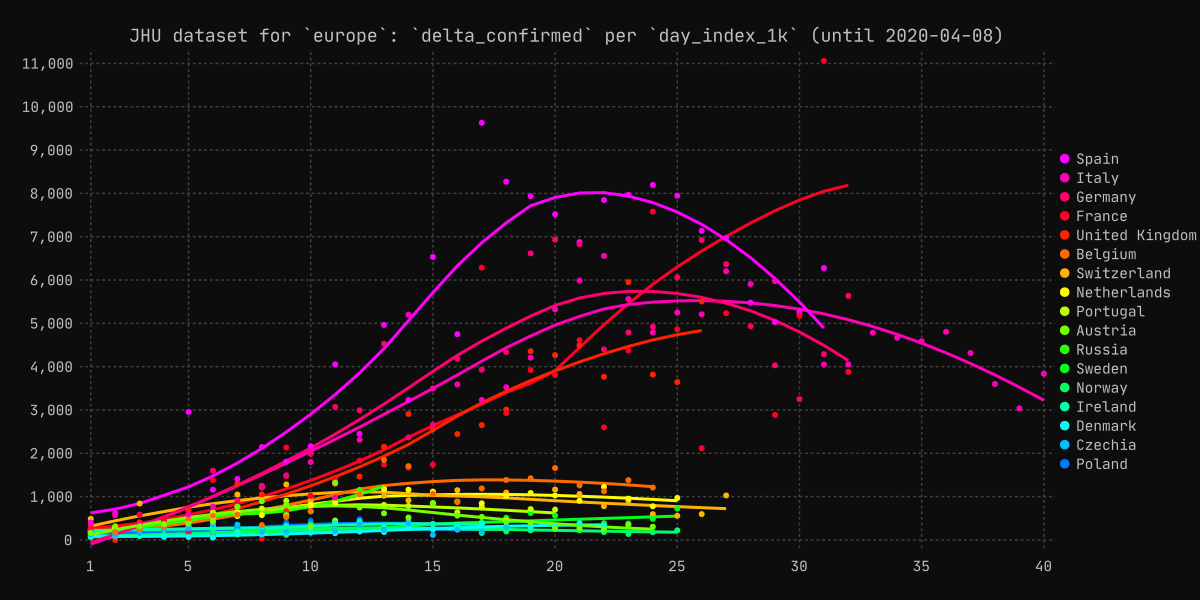 JHU dataset for `europe`: `delta_confirmed` per `day_index_1k` (until 2020-04-08)
11,000
10,000
9,000
8,000
7,000
6,000
5,000
4,000
3,000
2,000
1,000
0
1 5 10 15 20 25 30 35 40
Spain
Italy
Germany
France
United Kingdom
Belgium
Switzerland
Netherlands
Portugal
Austria
Russia
Sweden
Norway
Ireland
Denmark
Czechia
Poland